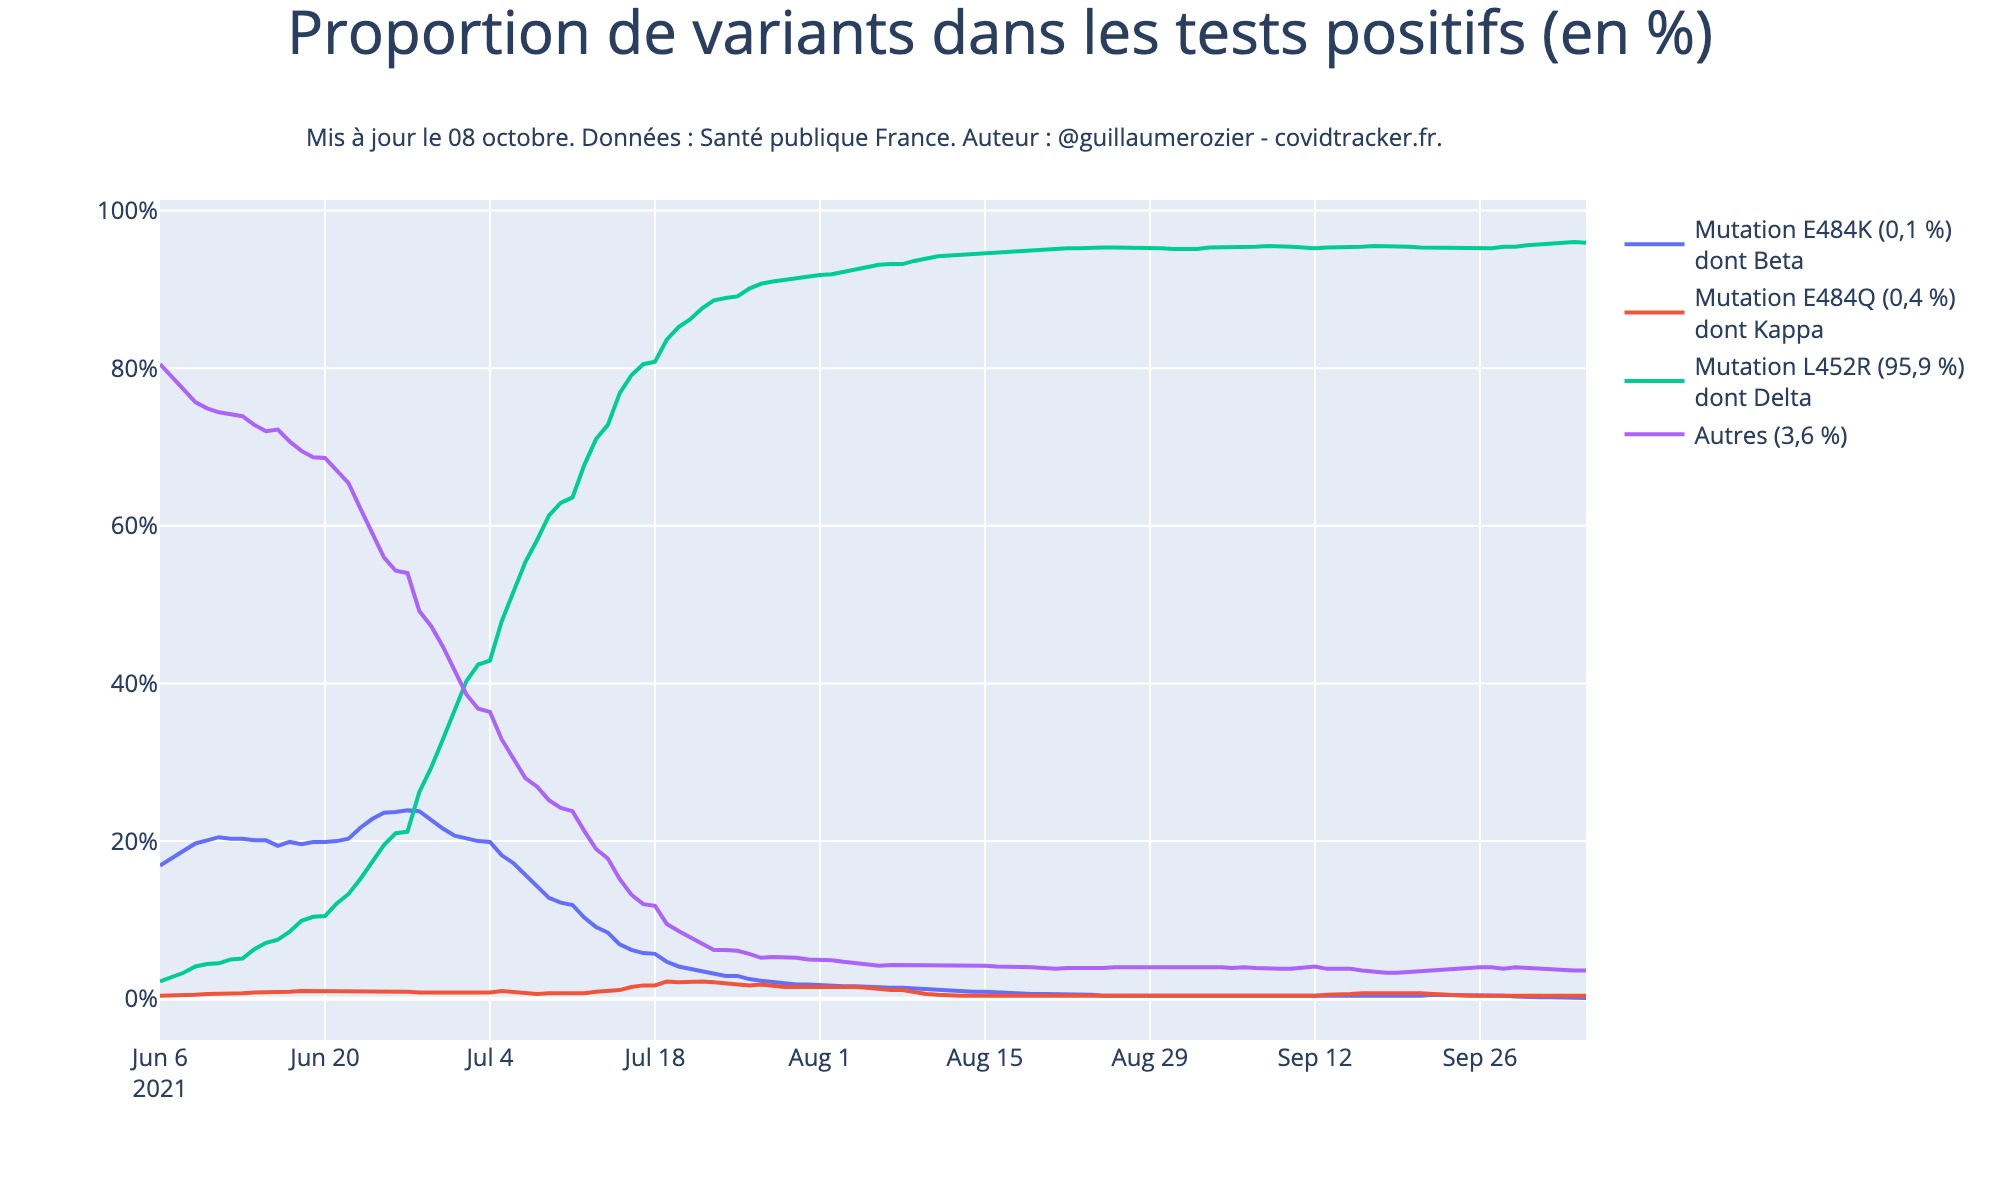 Proportion de variants dans les tests positifs (en %)
Mis à jour le 08 octobre. Données : Santé publique France. Auteur : @guillaumerozier - covidtracker.fr.
100%
80%
60%
40%
20%
0%
Jun 6
2021
Jun 20
Jul 4
Jul 18
Aug 1
Aug 15
Aug 29
Sep 12
Sep 26
Mutation E484K (0,1 %)
dont Beta
Mutation E484Q (0,4 %)
dont Kappa
Mutation L452R (95,9 %)
dont Delta
Autres (3,6 %)